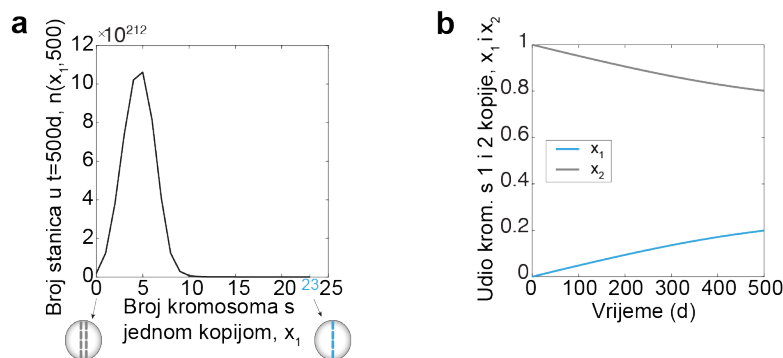 a
×10²¹²
Broj stanica u t=500d, n(x₁,500)
12
10
8
6
4
2
0
0 5 10 15 20 23 25
Broj kromosoma s
jednom kopijom, x₁
b
Udio krom. s 1 i 2 kopije, x₁ i x₂
1
0.8
0.6
0.4
0.2
0
x₁
x₂
0 100 200 300 400 500
Vrijeme (d)